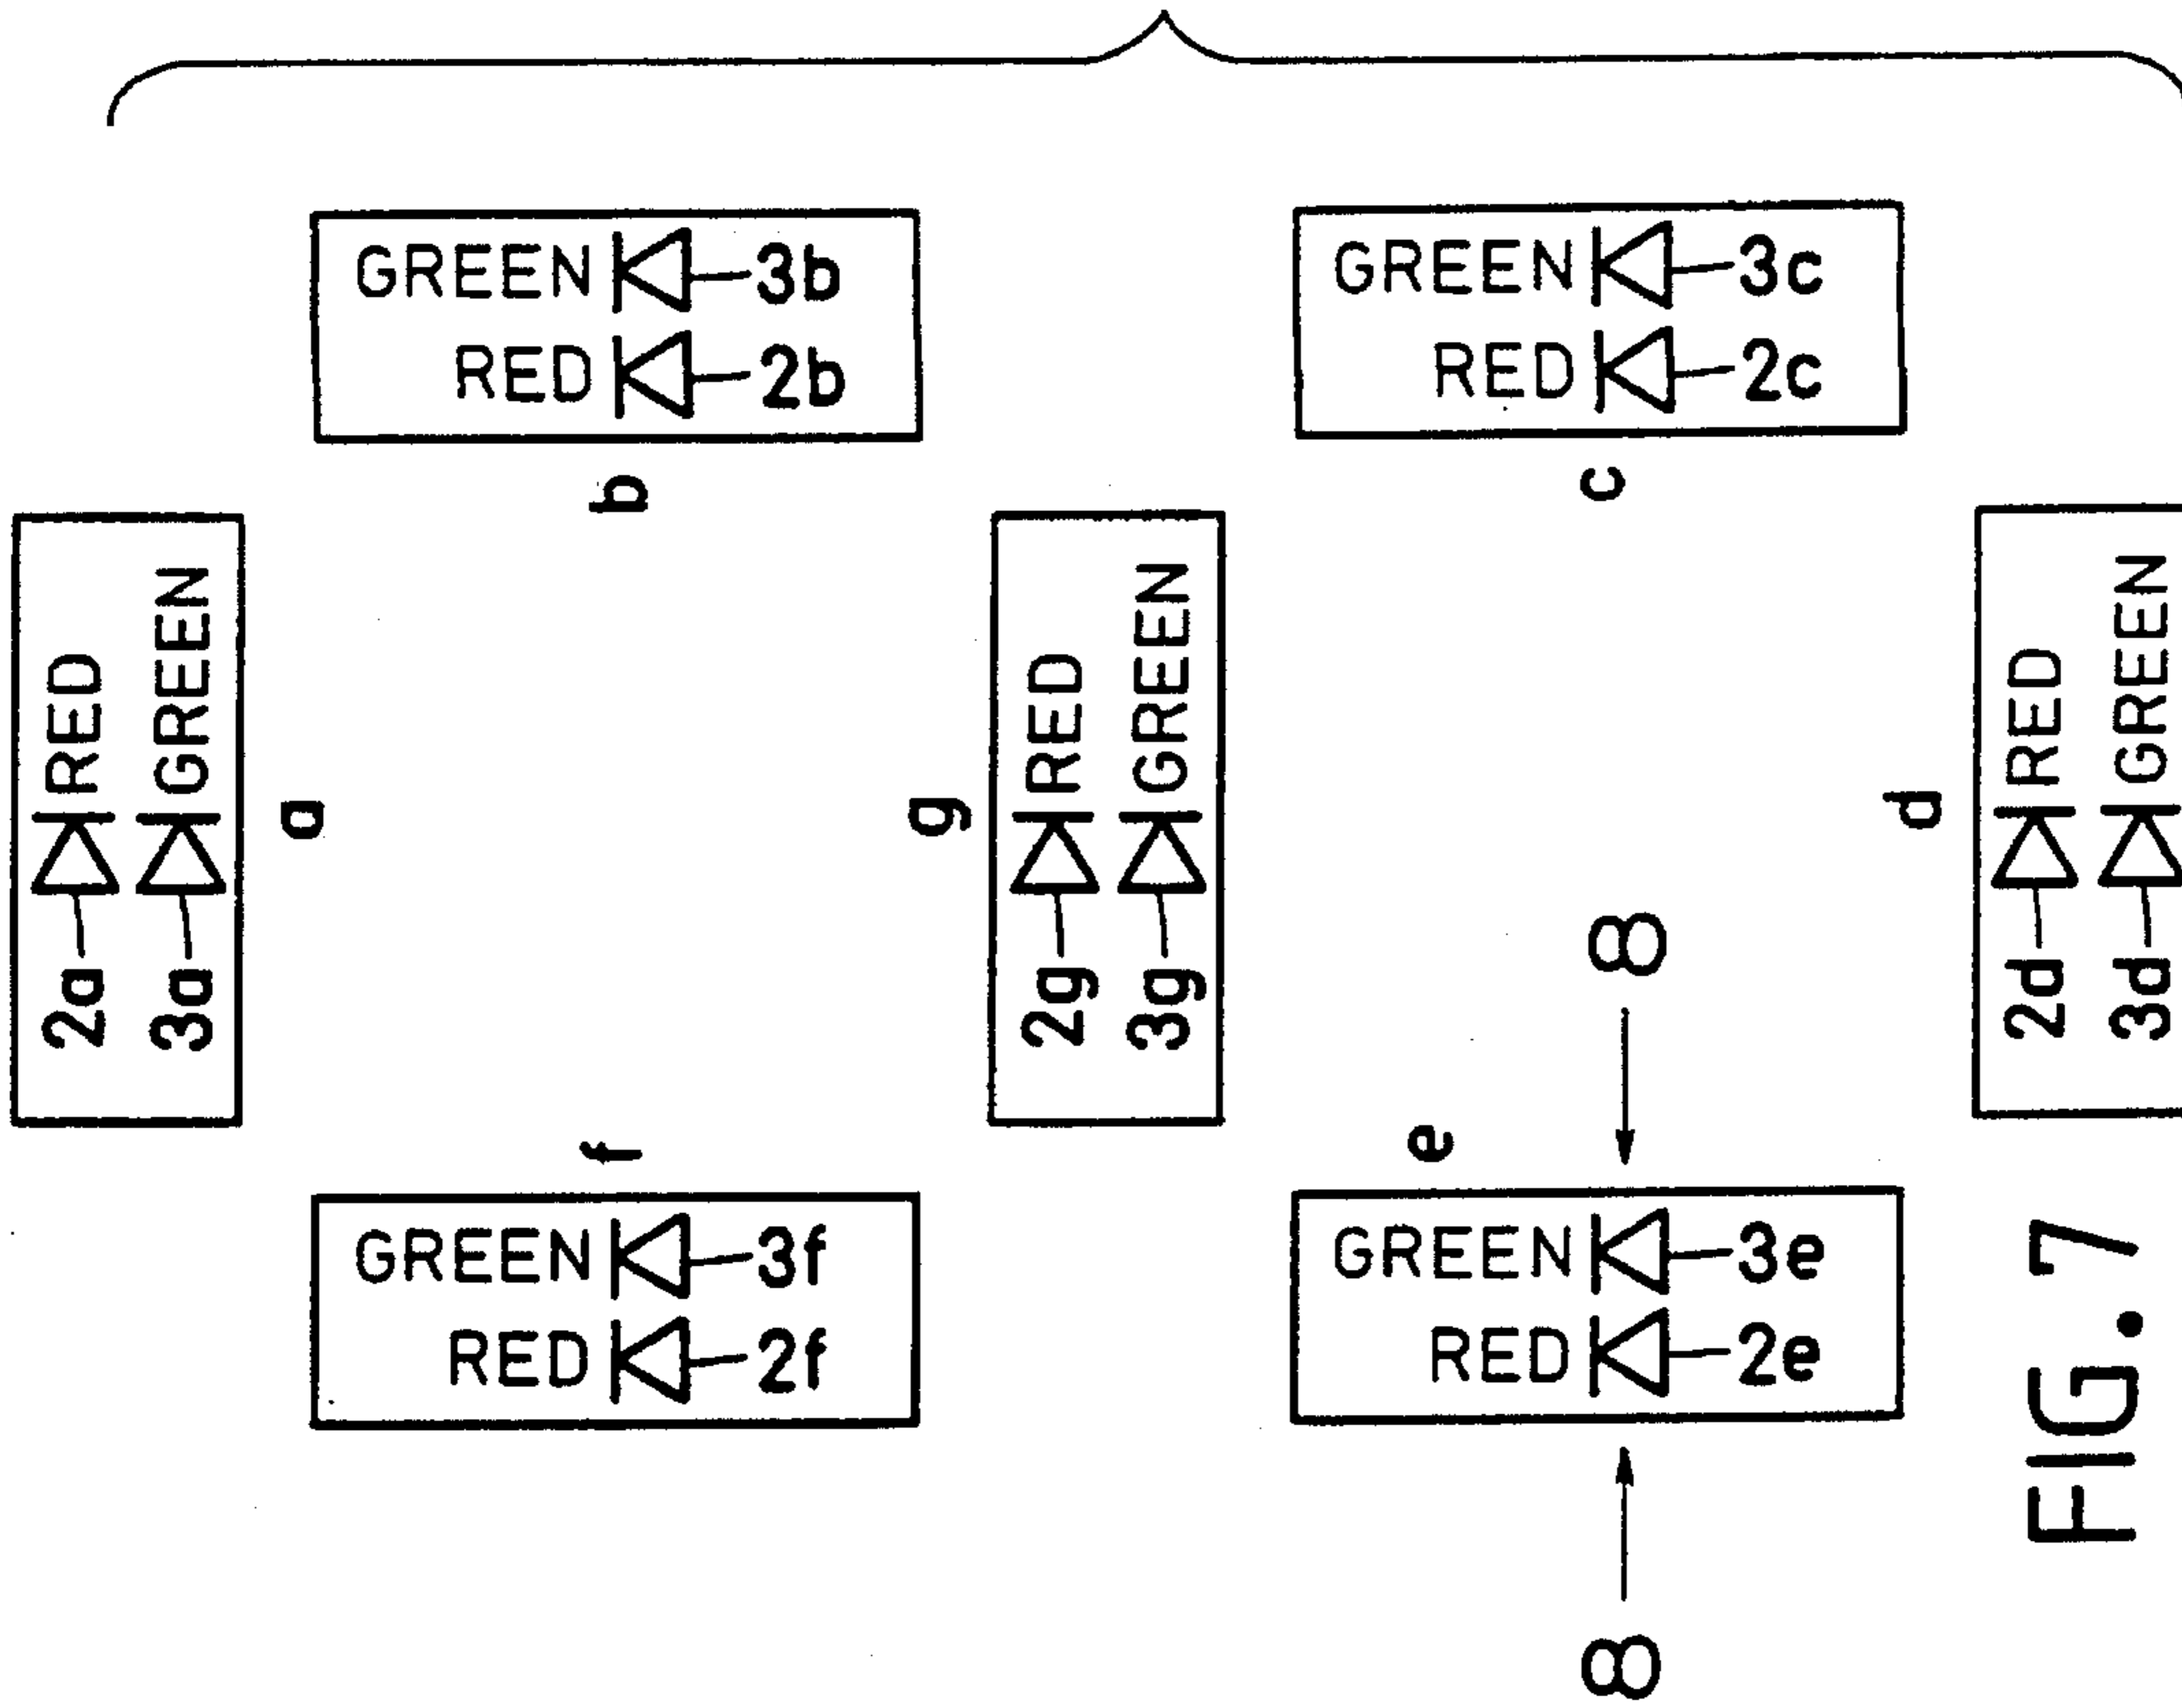 2a RED
3a GREEN
a
GREEN 3b
RED 2b
b
GREEN 3f
RED 2f
f
g
2g RED
3g GREEN
GREEN 3c
RED 2c
c
GREEN 3e
RED 2e
e
8
8
d
2d RED
3d GREEN
FIG. 7